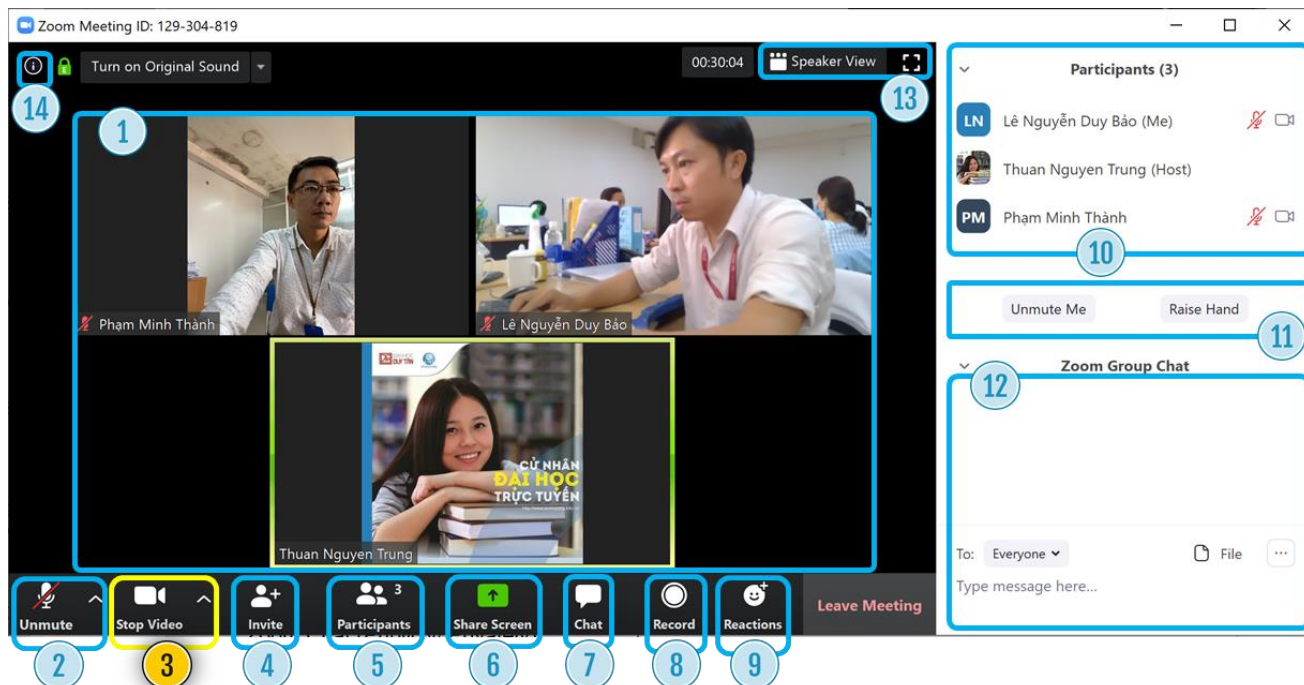 Zoom Meeting ID: 129-304-819
Turn on Original Sound
00:30:04
Speaker View
14
13
1
Phạm Minh Thành
Lê Nguyễn Duy Bảo
ĐẠI HỌC
DUY TÂN
CỬ NHÂN
ĐẠI HỌC
TRỰC TUYẾN
Thuan Nguyen Trung
Participants (3)
LN Lê Nguyễn Duy Bảo (Me)
Thuan Nguyen Trung (Host)
PM Phạm Minh Thành
10
Unmute Me Raise Hand
11
Zoom Group Chat
12
To: Everyone File ...
Type message here...
Unmute
Stop Video
Invite
3
Participants
Share Screen
Chat
Record
Reactions
Leave Meeting
2
3
4
5
6
7
8
9